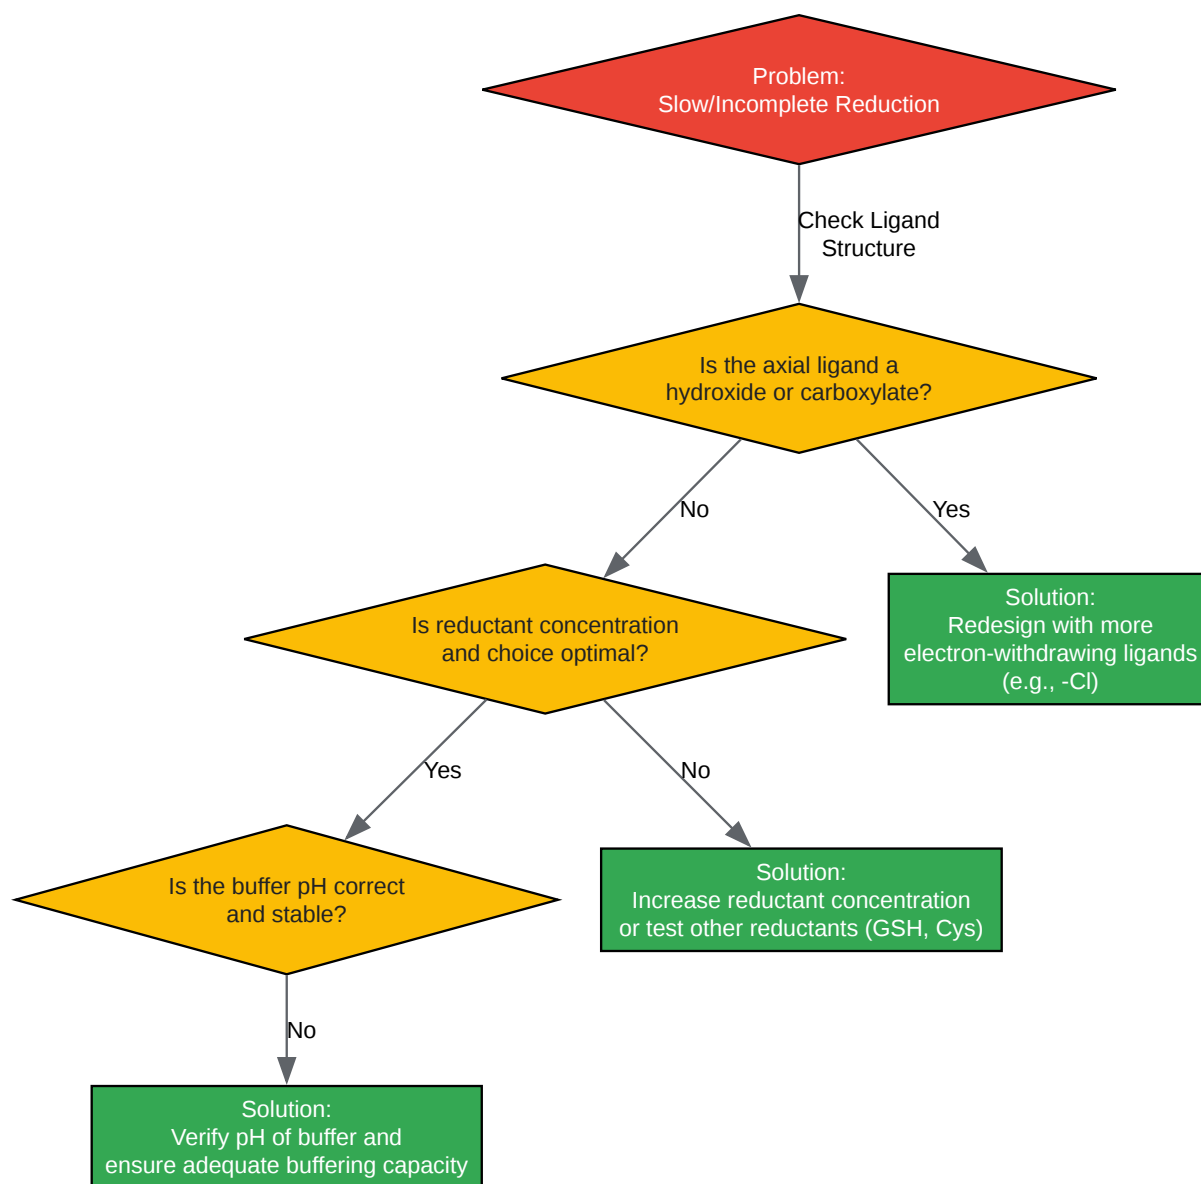 Problem:
Slow/Incomplete Reduction
Check Ligand
Structure
Is the axial ligand a
hydroxide or carboxylate?
No
Yes
Is reductant concentration
and choice optimal?
Solution:
Redesign with more
electron-withdrawing ligands
(e.g., -Cl)
Yes
No
Is the buffer pH correct
and stable?
Solution:
Increase reductant concentration
or test other reductants (GSH, Cys)
No
Solution:
Verify pH of buffer and
ensure adequate buffering capacity